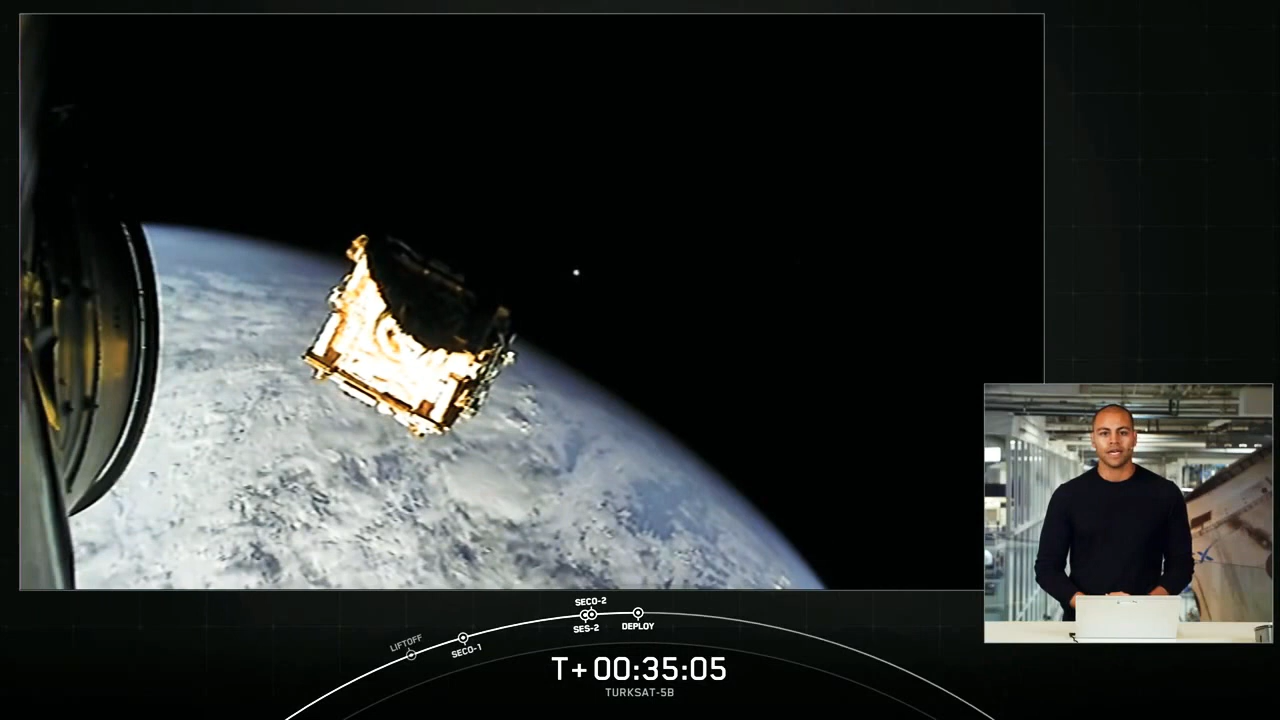 SECO-2
LIFTOFF
SECO-1
SES-2
DEPLOY
T+00:35:05
TURKSAT-5B
X